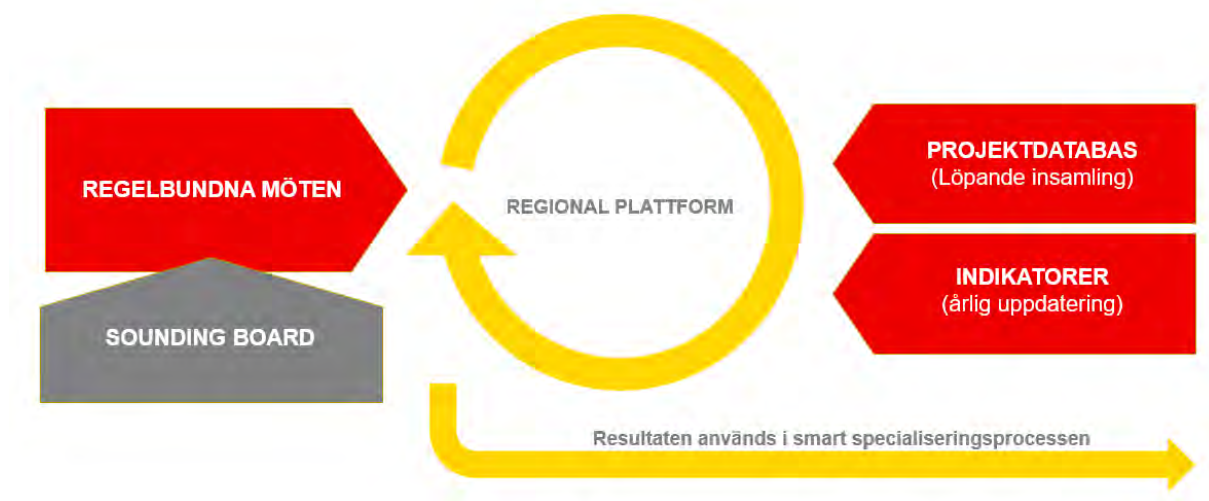 REGELBUNDNA MÖTEN
SOUNDING BOARD
REGIONAL PLATTFORM
PROJEKTDATABAS
(Löpande insamling)
INDIKATORER
(årlig uppdatering)
Resultaten används i smart specialiseringsprocessen